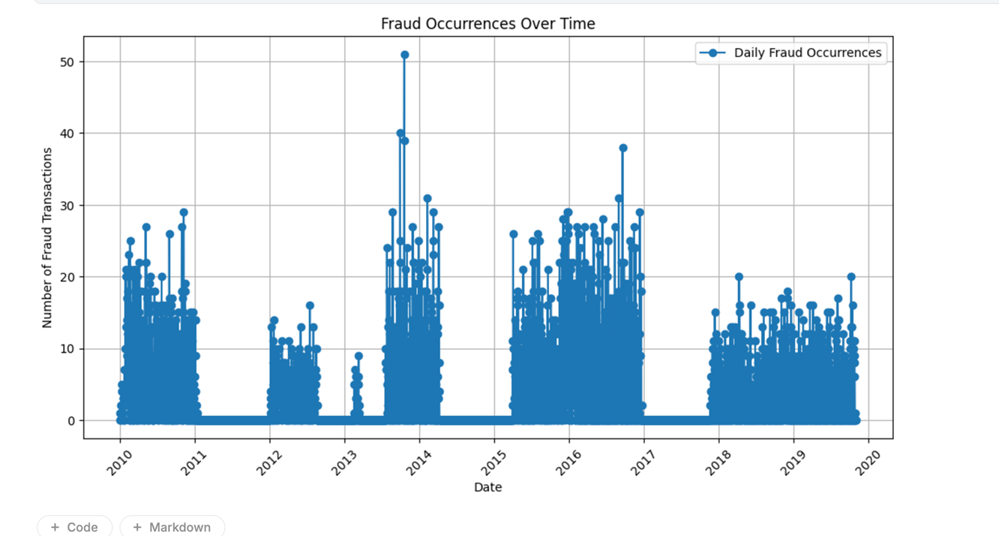 Fraud Occurrences Over Time
Daily Fraud Occurrences
Number of Fraud Transactions
50
40
30
20
10
0
2010
2011
2012
2013
2014
2015
2016
2017
2018
2019
2020
Date
+ Code
+ Markdown